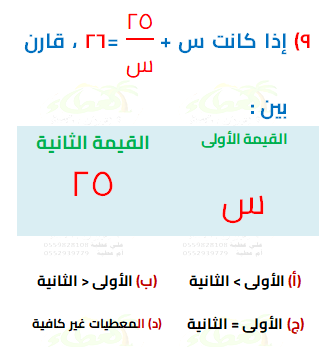 ٩) إذا كانت س + ٢٥/س = ٢٦ ، قارن
بين :
القيمة الأولى القيمة الثانية
س ٢٥
(أ) الأولى > الثانية (ب) الأولى < الثانية
(ج) الأولى = الثانية (د) المعطيات غير كافية